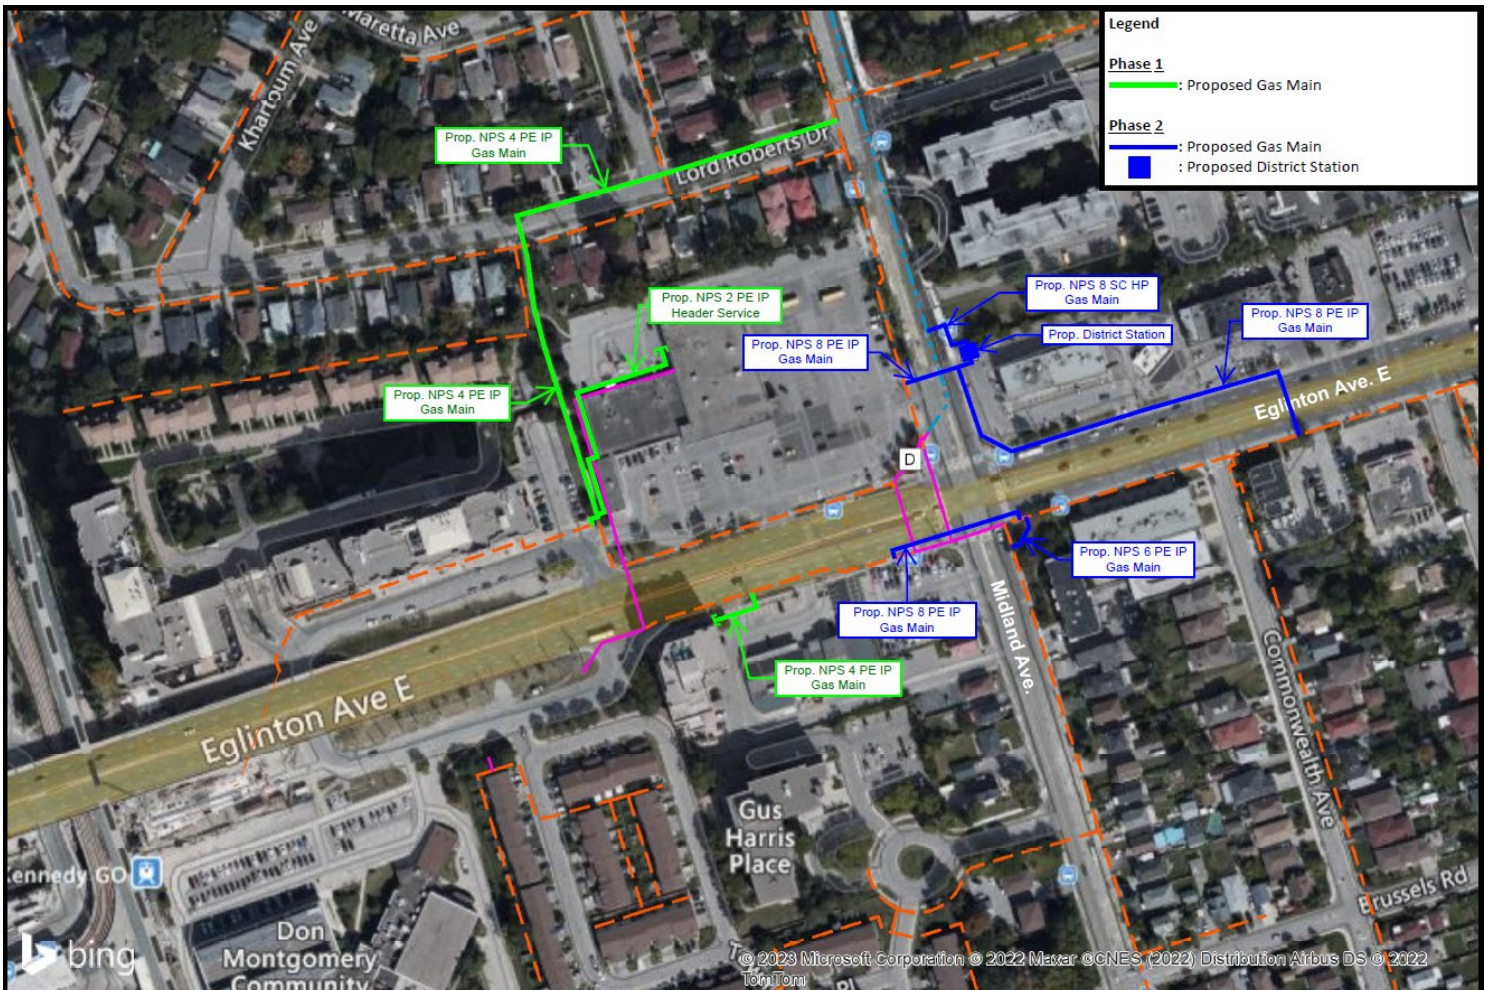 Legend
Phase 1
: Proposed Gas Main
Phase 2
: Proposed Gas Main
: Proposed District Station
Maretta Ave
Khartoum Ave
Prop. NPS 4 PE IP
Gas Main
Lord Roberts Dr
Prop. NPS 2 PE IP
Header Service
Prop. NPS 8 SC HP
Gas Main
Prop. District Station
Prop. NPS 8 PE IP
Gas Main
Prop. NPS 8 PE IP
Gas Main
Prop. NPS 4 PE IP
Gas Main
Eglinton Ave. E
D
Prop. NPS 6 PE IP
Gas Main
Prop. NPS 8 PE IP
Gas Main
Midland Ave.
Prop. NPS 4 PE IP
Gas Main
Commonwealth Ave
Eglinton Ave E
Gus
Harris
Place
Kennedy GO
Brussels Rd
Don
Montgomery
Community
bing
© 2023 Microsoft Corporation © 2022 Maxar ©CNES (2022) Distribution Airbus DS © 2022
TomTom